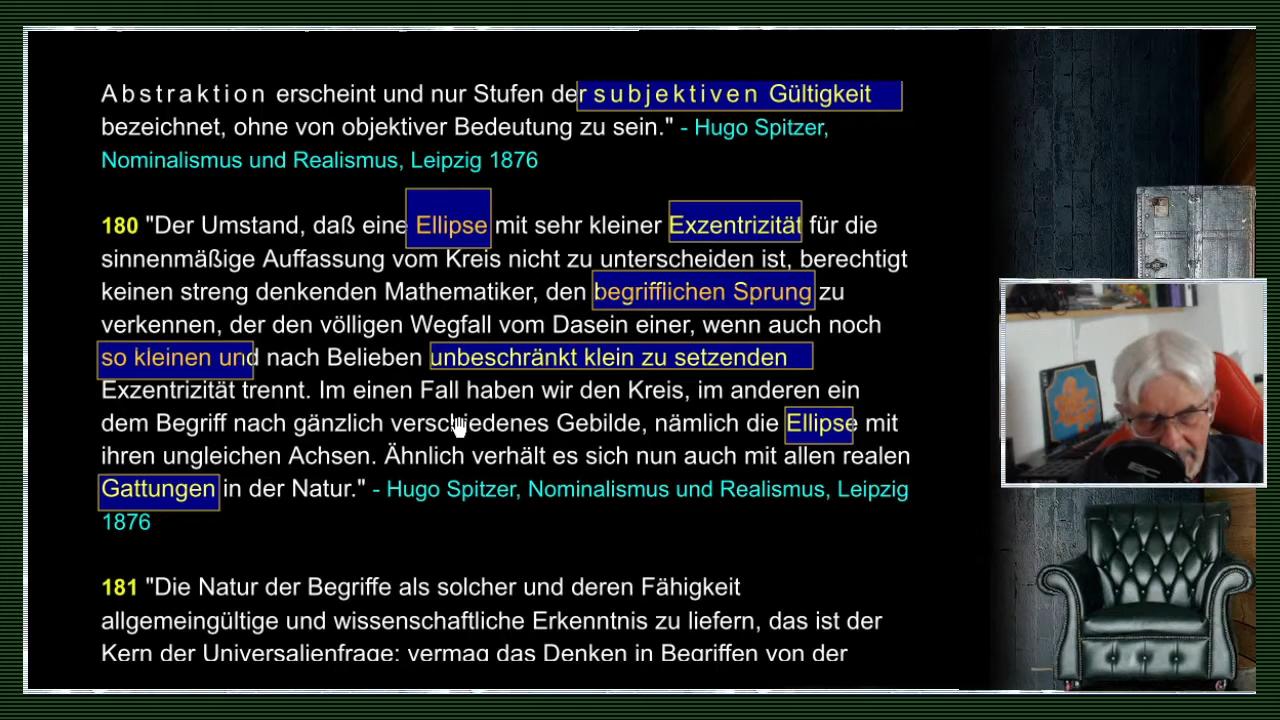 Abstraktion erscheint und nur Stufen der subjektiven Gültigkeit
bezeichnet, ohne von objektiver Bedeutung zu sein." - Hugo Spitzer,
Nominalismus und Realismus, Leipzig 1876
180 "Der Umstand, daß eine Ellipse mit sehr kleiner Exzentrizität für die
sinnenmäßige Auffassung vom Kreis nicht zu unterscheiden ist, berechtigt
keinen streng denkenden Mathematiker, den begrifflichen Sprung zu
verkennen, der den völligen Wegfall vom Dasein einer, wenn auch noch
so kleinen und nach Belieben unbeschränkt klein zu setzenden
Exzentrizität trennt. Im einen Fall haben wir den Kreis, im anderen ein
dem Begriff nach gänzlich verschiedenes Gebilde, nämlich die Ellipse mit
ihren ungleichen Achsen. Ähnlich verhält es sich nun auch mit allen realen
Gattungen in der Natur." - Hugo Spitzer, Nominalismus und Realismus, Leipzig
1876
181 "Die Natur der Begriffe als solcher und deren Fähigkeit
allgemeingültige und wissenschaftliche Erkenntnis zu liefern, das ist der
Kern der Universalienfrage: vermag das Denken in Begriffen von der